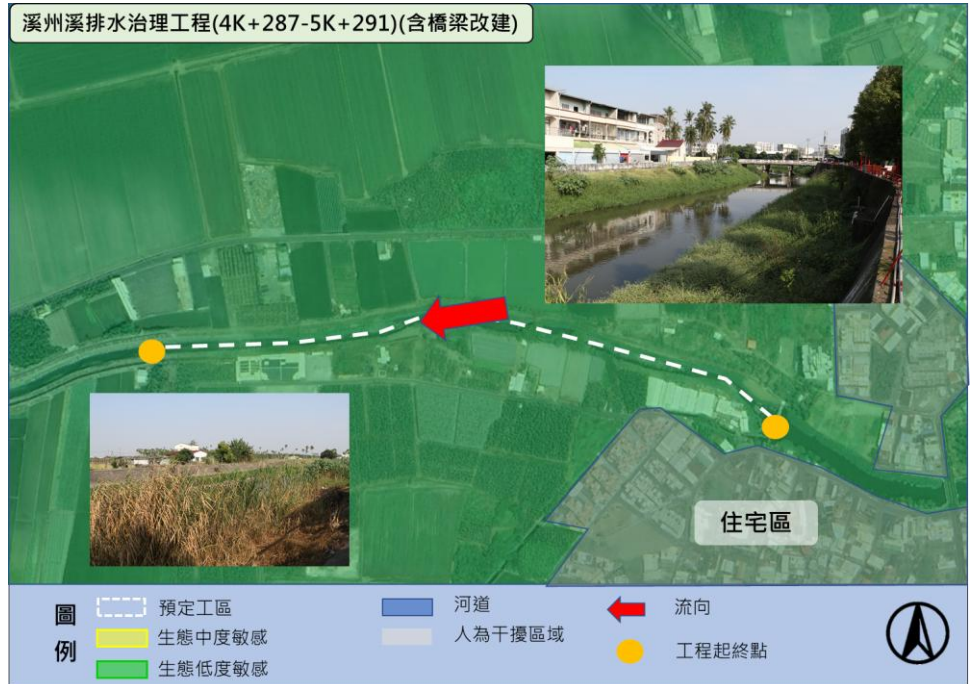 溪州溪排水治理工程(4K+287-5K+291)(含橋梁改建)
住宅區
圖例
預定工區
生態中度敏感
生態低度敏感
河道
人為干擾區域
流向
工程起終點